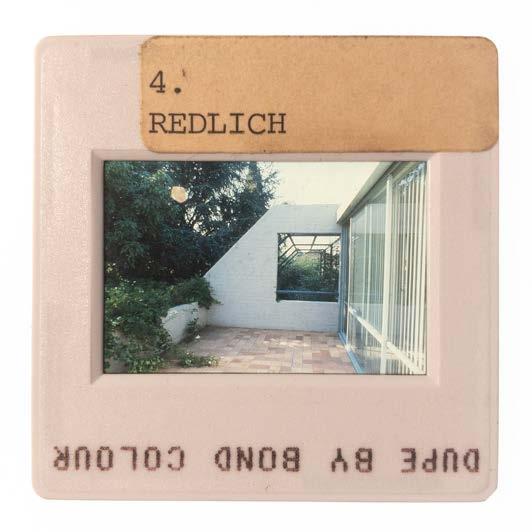 4.
REDLICH
DUPE BY BOND COLOUR